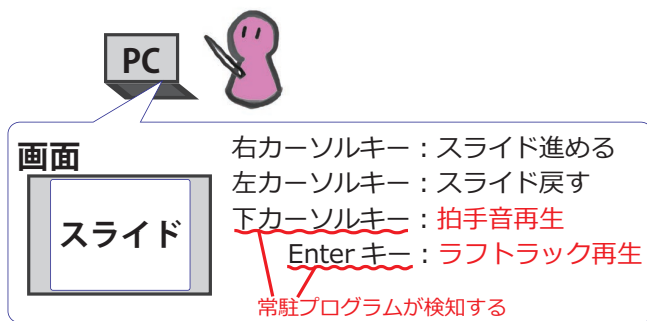 PC
画面
スライド
右カーソルキー：スライド進める
左カーソルキー：スライド戻す
下カーソルキー：拍手音再生
Enter キー：ラフトラック再生
常駐プログラムが検知する